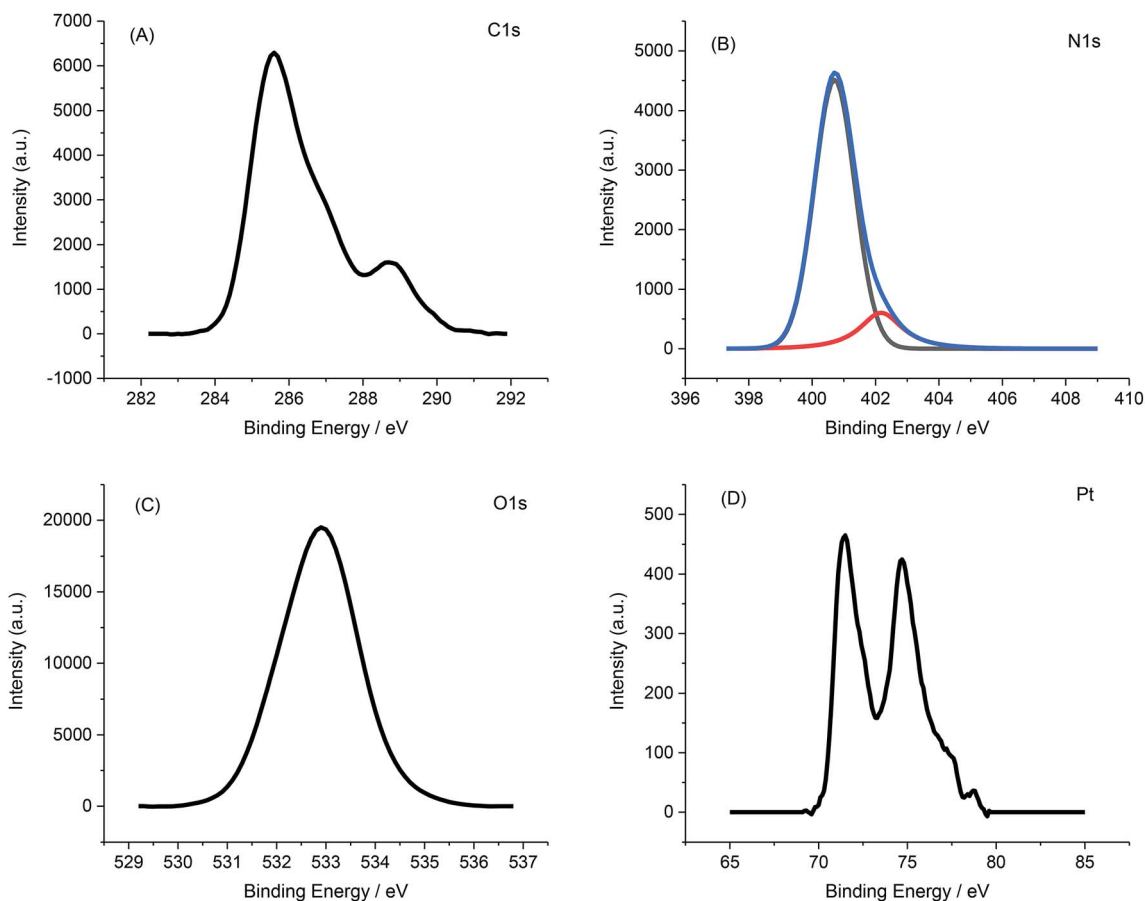 (A)
C1s
7000
6000
5000
4000
3000
2000
1000
0
-1000
Intensity (a.u.)
282 284 286 288 290 292
Binding Energy / eV
(B)
N1s
5000
4000
3000
2000
1000
0
Intensity (a.u.)
396 398 400 402 404 406 408 410
Binding Energy / eV
(C)
O1s
20000
15000
10000
5000
0
Intensity (a.u.)
529 530 531 532 533 534 535 536 537
Binding Energy / eV
(D)
Pt
500
400
300
200
100
0
Intensity (a.u.)
65 70 75 80 85
Binding Energy / eV